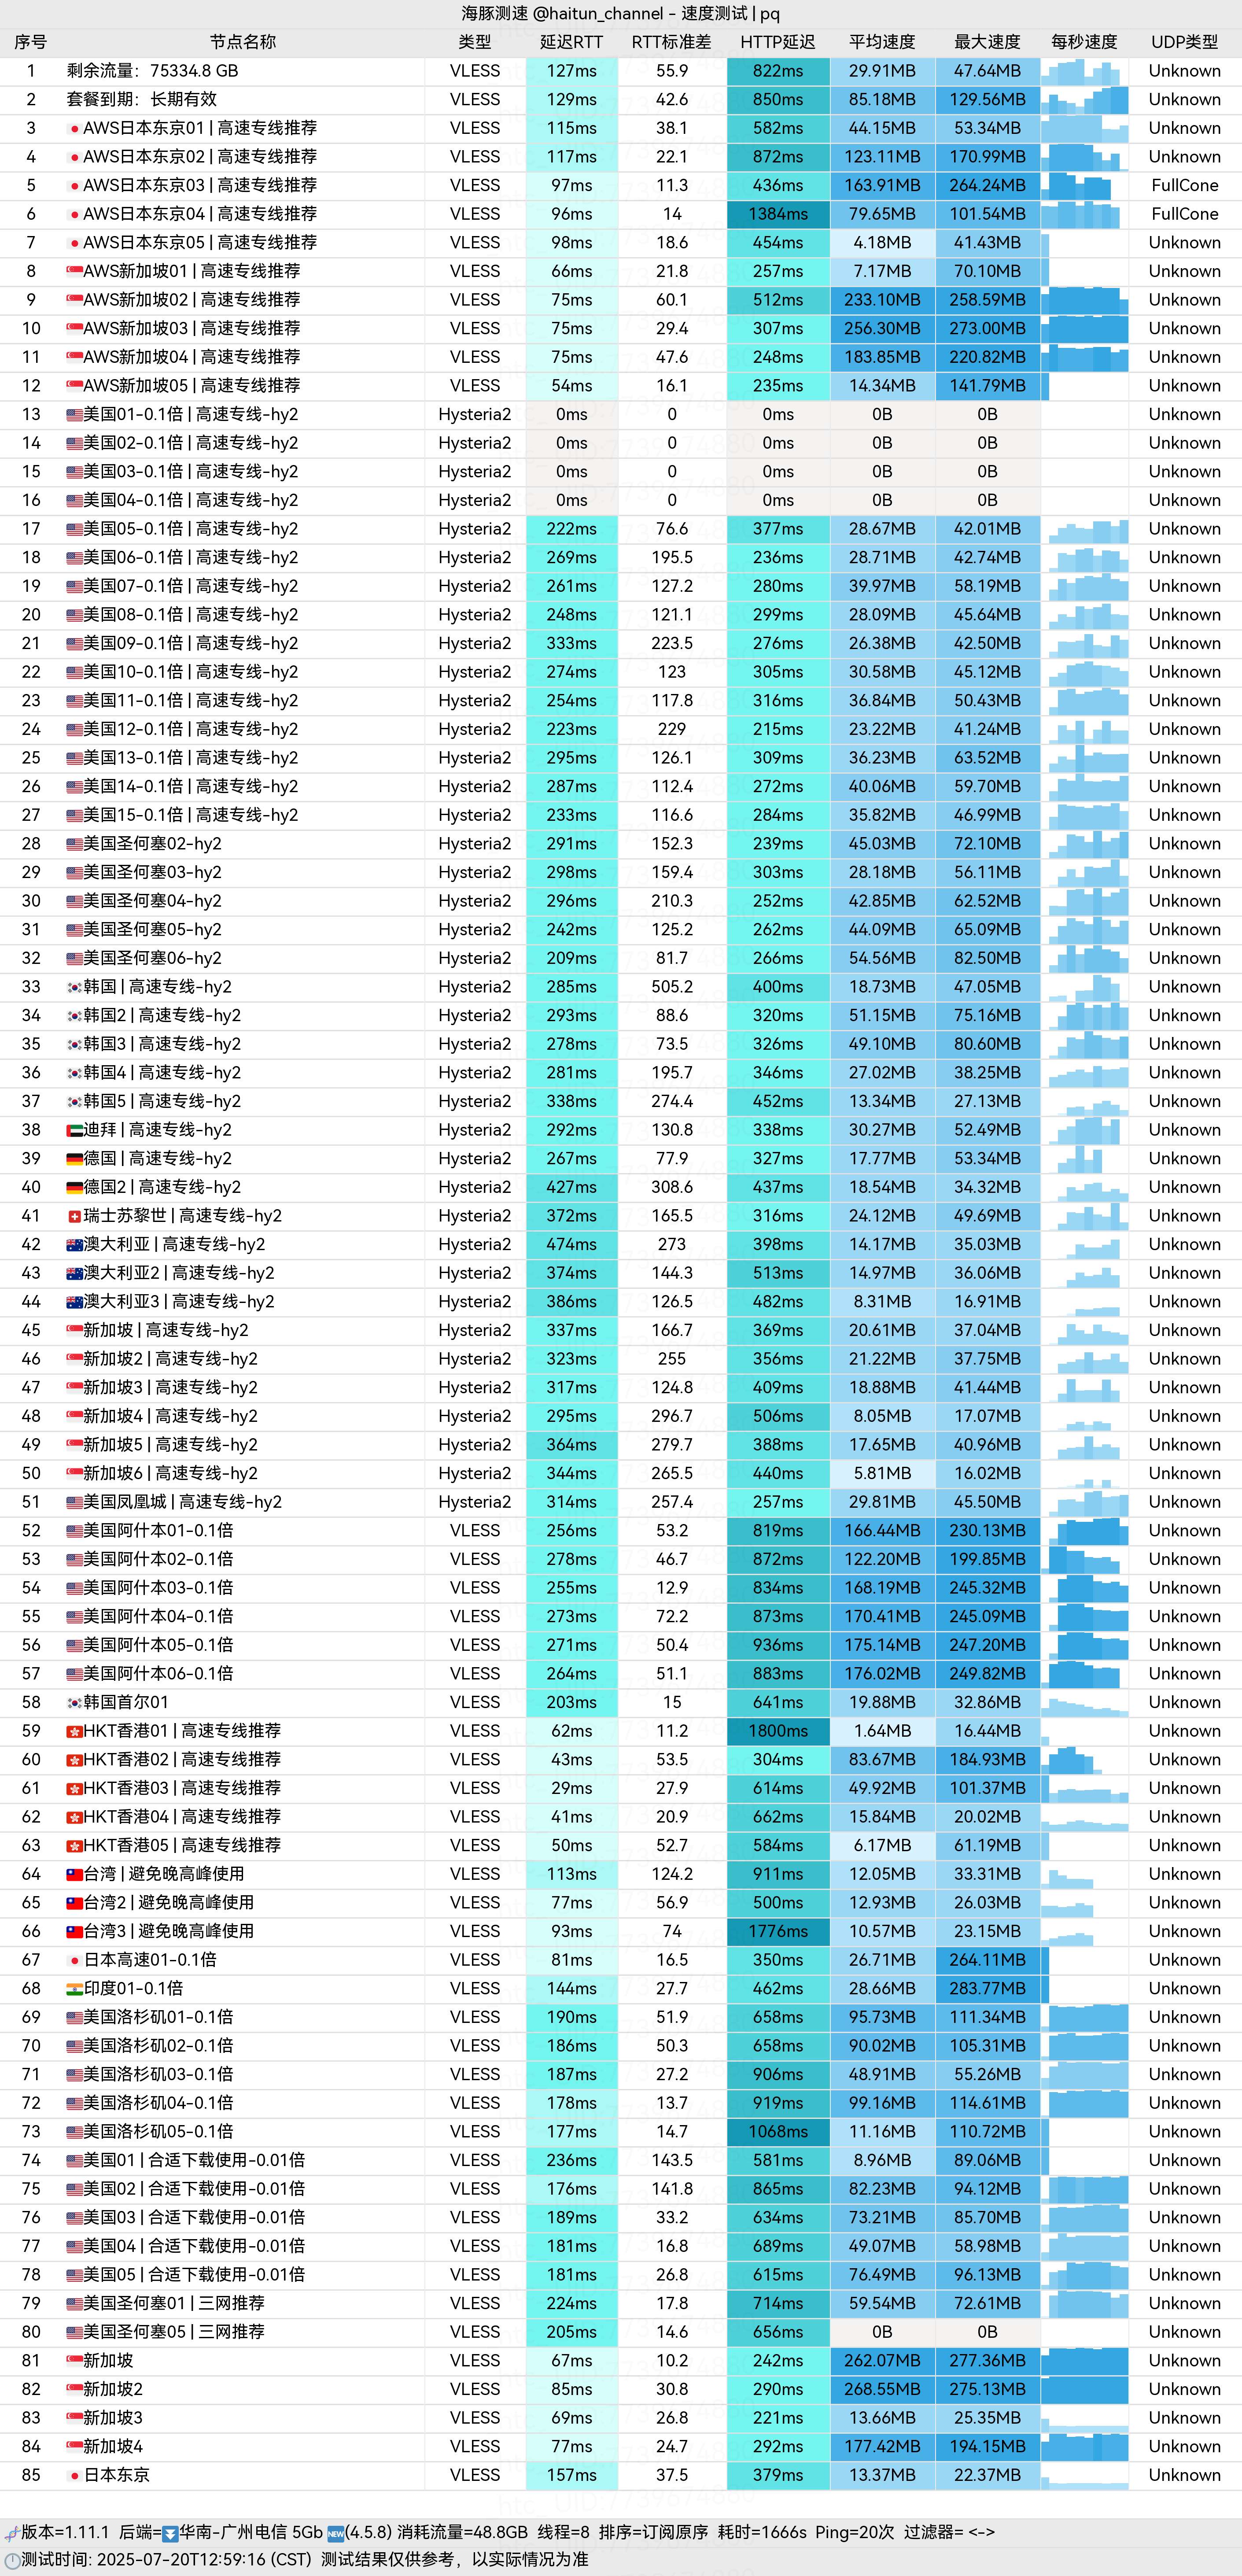 海豚测速 @haitun_channel - 速度测试 | pq
序号 节点名称 类型 延迟RTT RTT标准差 HTTP延迟 平均速度 最大速度 每秒速度 UDP类型
1 剩余流量：75334.8 GB VLESS 127ms 55.9 822ms 29.91MB 47.64MB Unknown
2 套餐到期：长期有效 VLESS 129ms 42.6 850ms 85.18MB 129.56MB Unknown
3 AWS日本东京01 | 高速专线推荐 VLESS 115ms 38.1 582ms 44.15MB 53.34MB Unknown
4 AWS日本东京02 | 高速专线推荐 VLESS 117ms 22.1 872ms 123.11MB 170.99MB Unknown
5 AWS日本东京03 | 高速专线推荐 VLESS 97ms 11.3 436ms 163.91MB 264.24MB FullCone
6 AWS日本东京04 | 高速专线推荐 VLESS 96ms 14 1384ms 79.65MB 101.54MB FullCone
7 AWS日本东京05 | 高速专线推荐 VLESS 98ms 18.6 454ms 4.18MB 41.43MB Unknown
8 AWS新加坡01 | 高速专线推荐 VLESS 66ms 21.8 257ms 7.17MB 70.10MB Unknown
9 AWS新加坡02 | 高速专线推荐 VLESS 75ms 60.1 512ms 233.10MB 258.59MB Unknown
10 AWS新加坡03 | 高速专线推荐 VLESS 75ms 29.4 307ms 256.30MB 273.00MB Unknown
11 AWS新加坡04 | 高速专线推荐 VLESS 75ms 47.6 248ms 183.85MB 220.82MB Unknown
12 AWS新加坡05 | 高速专线推荐 VLESS 54ms 16.1 235ms 14.34MB 141.79MB Unknown
13 美国01-0.1倍 | 高速专线-hy2 Hysteria2 0ms 0 0ms 0B 0B Unknown
14 美国02-0.1倍 | 高速专线-hy2 Hysteria2 0ms 0 0ms 0B 0B Unknown
15 美国03-0.1倍 | 高速专线-hy2 Hysteria2 0ms 0 0ms 0B 0B Unknown
16 美国04-0.1倍 | 高速专线-hy2 Hysteria2 0ms 0 0ms 0B 0B Unknown
17 美国05-0.1倍 | 高速专线-hy2 Hysteria2 222ms 76.6 377ms 28.67MB 42.01MB Unknown
18 美国06-0.1倍 | 高速专线-hy2 Hysteria2 269ms 195.5 236ms 28.71MB 42.74MB Unknown
19 美国07-0.1倍 | 高速专线-hy2 Hysteria2 261ms 127.2 280ms 39.97MB 58.19MB Unknown
20 美国08-0.1倍 | 高速专线-hy2 Hysteria2 248ms 121.1 299ms 28.09MB 45.64MB Unknown
21 美国09-0.1倍 | 高速专线-hy2 Hysteria2 333ms 223.5 276ms 26.38MB 42.50MB Unknown
22 美国10-0.1倍 | 高速专线-hy2 Hysteria2 274ms 123 305ms 30.58MB 45.12MB Unknown
23 美国11-0.1倍 | 高速专线-hy2 Hysteria2 254ms 117.8 316ms 36.84MB 50.43MB Unknown
24 美国12-0.1倍 | 高速专线-hy2 Hysteria2 223ms 229 215ms 23.22MB 41.24MB Unknown
25 美国13-0.1倍 | 高速专线-hy2 Hysteria2 295ms 126.1 309ms 36.23MB 63.52MB Unknown
26 美国14-0.1倍 | 高速专线-hy2 Hysteria2 287ms 112.4 272ms 40.06MB 59.70MB Unknown
27 美国15-0.1倍 | 高速专线-hy2 Hysteria2 233ms 116.6 284ms 35.82MB 46.99MB Unknown
28 美国圣何塞02-hy2 Hysteria2 291ms 152.3 239ms 45.03MB 72.10MB Unknown
29 美国圣何塞03-hy2 Hysteria2 298ms 159.4 303ms 28.18MB 56.11MB Unknown
30 美国圣何塞04-hy2 Hysteria2 296ms 210.3 252ms 42.85MB 62.52MB Unknown
31 美国圣何塞05-hy2 Hysteria2 242ms 125.2 262ms 44.09MB 65.09MB Unknown
32 美国圣何塞06-hy2 Hysteria2 209ms 81.7 266ms 54.56MB 82.50MB Unknown
33 韩国 | 高速专线-hy2 Hysteria2 285ms 505.2 400ms 18.73MB 47.05MB Unknown
34 韩国2 | 高速专线-hy2 Hysteria2 293ms 88.6 320ms 51.15MB 75.16MB Unknown
35 韩国3 | 高速专线-hy2 Hysteria2 278ms 73.5 326ms 49.10MB 80.60MB Unknown
36 韩国4 | 高速专线-hy2 Hysteria2 281ms 195.7 346ms 27.02MB 38.25MB Unknown
37 韩国5 | 高速专线-hy2 Hysteria2 338ms 274.4 452ms 13.34MB 27.13MB Unknown
38 迪拜 | 高速专线-hy2 Hysteria2 292ms 130.8 338ms 30.27MB 52.49MB Unknown
39 德国 | 高速专线-hy2 Hysteria2 267ms 77.9 327ms 17.77MB 53.34MB Unknown
40 德国2 | 高速专线-hy2 Hysteria2 427ms 308.6 437ms 18.54MB 34.32MB Unknown
41 瑞士苏黎世 | 高速专线-hy2 Hysteria2 372ms 165.5 316ms 24.12MB 49.69MB Unknown
42 澳大利亚 | 高速专线-hy2 Hysteria2 474ms 273 398ms 14.17MB 35.03MB Unknown
43 澳大利亚2 | 高速专线-hy2 Hysteria2 374ms 144.3 513ms 14.97MB 36.06MB Unknown
44 澳大利亚3 | 高速专线-hy2 Hysteria2 386ms 126.5 482ms 8.31MB 16.91MB Unknown
45 新加坡 | 高速专线-hy2 Hysteria2 337ms 166.7 369ms 20.61MB 37.04MB Unknown
46 新加坡2 | 高速专线-hy2 Hysteria2 323ms 255 356ms 21.22MB 37.75MB Unknown
47 新加坡3 | 高速专线-hy2 Hysteria2 317ms 124.8 409ms 18.88MB 41.44MB Unknown
48 新加坡4 | 高速专线-hy2 Hysteria2 295ms 296.7 506ms 8.05MB 17.07MB Unknown
49 新加坡5 | 高速专线-hy2 Hysteria2 364ms 279.7 388ms 17.65MB 40.96MB Unknown
50 新加坡6 | 高速专线-hy2 Hysteria2 344ms 265.5 440ms 5.81MB 16.02MB Unknown
51 美国凤凰城 | 高速专线-hy2 Hysteria2 314ms 257.4 257ms 29.81MB 45.50MB Unknown
52 美国阿什本01-0.1倍 VLESS 256ms 53.2 819ms 166.44MB 230.13MB Unknown
53 美国阿什本02-0.1倍 VLESS 278ms 46.7 872ms 122.20MB 199.85MB Unknown
54 美国阿什本03-0.1倍 VLESS 255ms 12.9 834ms 168.19MB 245.32MB Unknown
55 美国阿什本04-0.1倍 VLESS 273ms 72.2 873ms 170.41MB 245.09MB Unknown
56 美国阿什本05-0.1倍 VLESS 271ms 50.4 936ms 175.14MB 247.20MB Unknown
57 美国阿什本06-0.1倍 VLESS 264ms 51.1 883ms 176.02MB 249.82MB Unknown
58 韩国首尔01 VLESS 203ms 15 641ms 19.88MB 32.86MB Unknown
59 HKT香港01 | 高速专线推荐 VLESS 62ms 11.2 1800ms 1.64MB 16.44MB Unknown
60 HKT香港02 | 高速专线推荐 VLESS 43ms 53.5 304ms 83.67MB 184.93MB Unknown
61 HKT香港03 | 高速专线推荐 VLESS 29ms 27.9 614ms 49.92MB 101.37MB Unknown
62 HKT香港04 | 高速专线推荐 VLESS 41ms 20.9 662ms 15.84MB 20.02MB Unknown
63 HKT香港05 | 高速专线推荐 VLESS 50ms 52.7 584ms 6.17MB 61.19MB Unknown
64 台湾 | 避免晚高峰使用 VLESS 113ms 124.2 911ms 12.05MB 33.31MB Unknown
65 台湾2 | 避免晚高峰使用 VLESS 77ms 56.9 500ms 12.93MB 26.03MB Unknown
66 台湾3 | 避免晚高峰使用 VLESS 93ms 74 1776ms 10.57MB 23.15MB Unknown
67 日本高速01-0.1倍 VLESS 81ms 16.5 350ms 26.71MB 264.11MB Unknown
68 印度01-0.1倍 VLESS 144ms 27.7 462ms 28.66MB 283.77MB Unknown
69 美国洛杉矶01-0.1倍 VLESS 190ms 51.9 658ms 95.73MB 111.34MB Unknown
70 美国洛杉矶02-0.1倍 VLESS 186ms 50.3 658ms 90.02MB 105.31MB Unknown
71 美国洛杉矶03-0.1倍 VLESS 187ms 27.2 906ms 48.91MB 55.26MB Unknown
72 美国洛杉矶04-0.1倍 VLESS 178ms 13.7 919ms 99.16MB 114.61MB Unknown
73 美国洛杉矶05-0.1倍 VLESS 177ms 14.7 1068ms 11.16MB 110.72MB Unknown
74 美国01 | 合适下载使用-0.01倍 VLESS 236ms 143.5 581ms 8.96MB 89.06MB Unknown
75 美国02 | 合适下载使用-0.01倍 VLESS 176ms 141.8 865ms 82.23MB 94.12MB Unknown
76 美国03 | 合适下载使用-0.01倍 VLESS 189ms 33.2 634ms 73.21MB 85.70MB Unknown
77 美国04 | 合适下载使用-0.01倍 VLESS 181ms 16.8 689ms 49.07MB 58.98MB Unknown
78 美国05 | 合适下载使用-0.01倍 VLESS 181ms 26.8 615ms 76.49MB 96.13MB Unknown
79 美国圣何塞01 | 三网推荐 VLESS 224ms 17.8 714ms 59.54MB 72.61MB Unknown
80 美国圣何塞05 | 三网推荐 VLESS 205ms 14.6 656ms 0B 0B Unknown
81 新加坡 VLESS 67ms 10.2 242ms 262.07MB 277.36MB Unknown
82 新加坡2 VLESS 85ms 30.8 290ms 268.55MB 275.13MB Unknown
83 新加坡3 VLESS 69ms 26.8 221ms 13.66MB 25.35MB Unknown
84 新加坡4 VLESS 77ms 24.7 292ms 177.42MB 194.15MB Unknown
85 日本东京 VLESS 157ms 37.5 379ms 13.37MB 22.37MB Unknown
版本=1.11.1 后端=华南-广州电信 5Gb NEW(4.5.8) 消耗流量=48.8GB 线程=8 排序=订阅原序 耗时=1666s Ping=20次 过滤器= <->
测试时间: 2025-07-20T12:59:16 (CST) 测试结果仅供参考，以实际情况为准